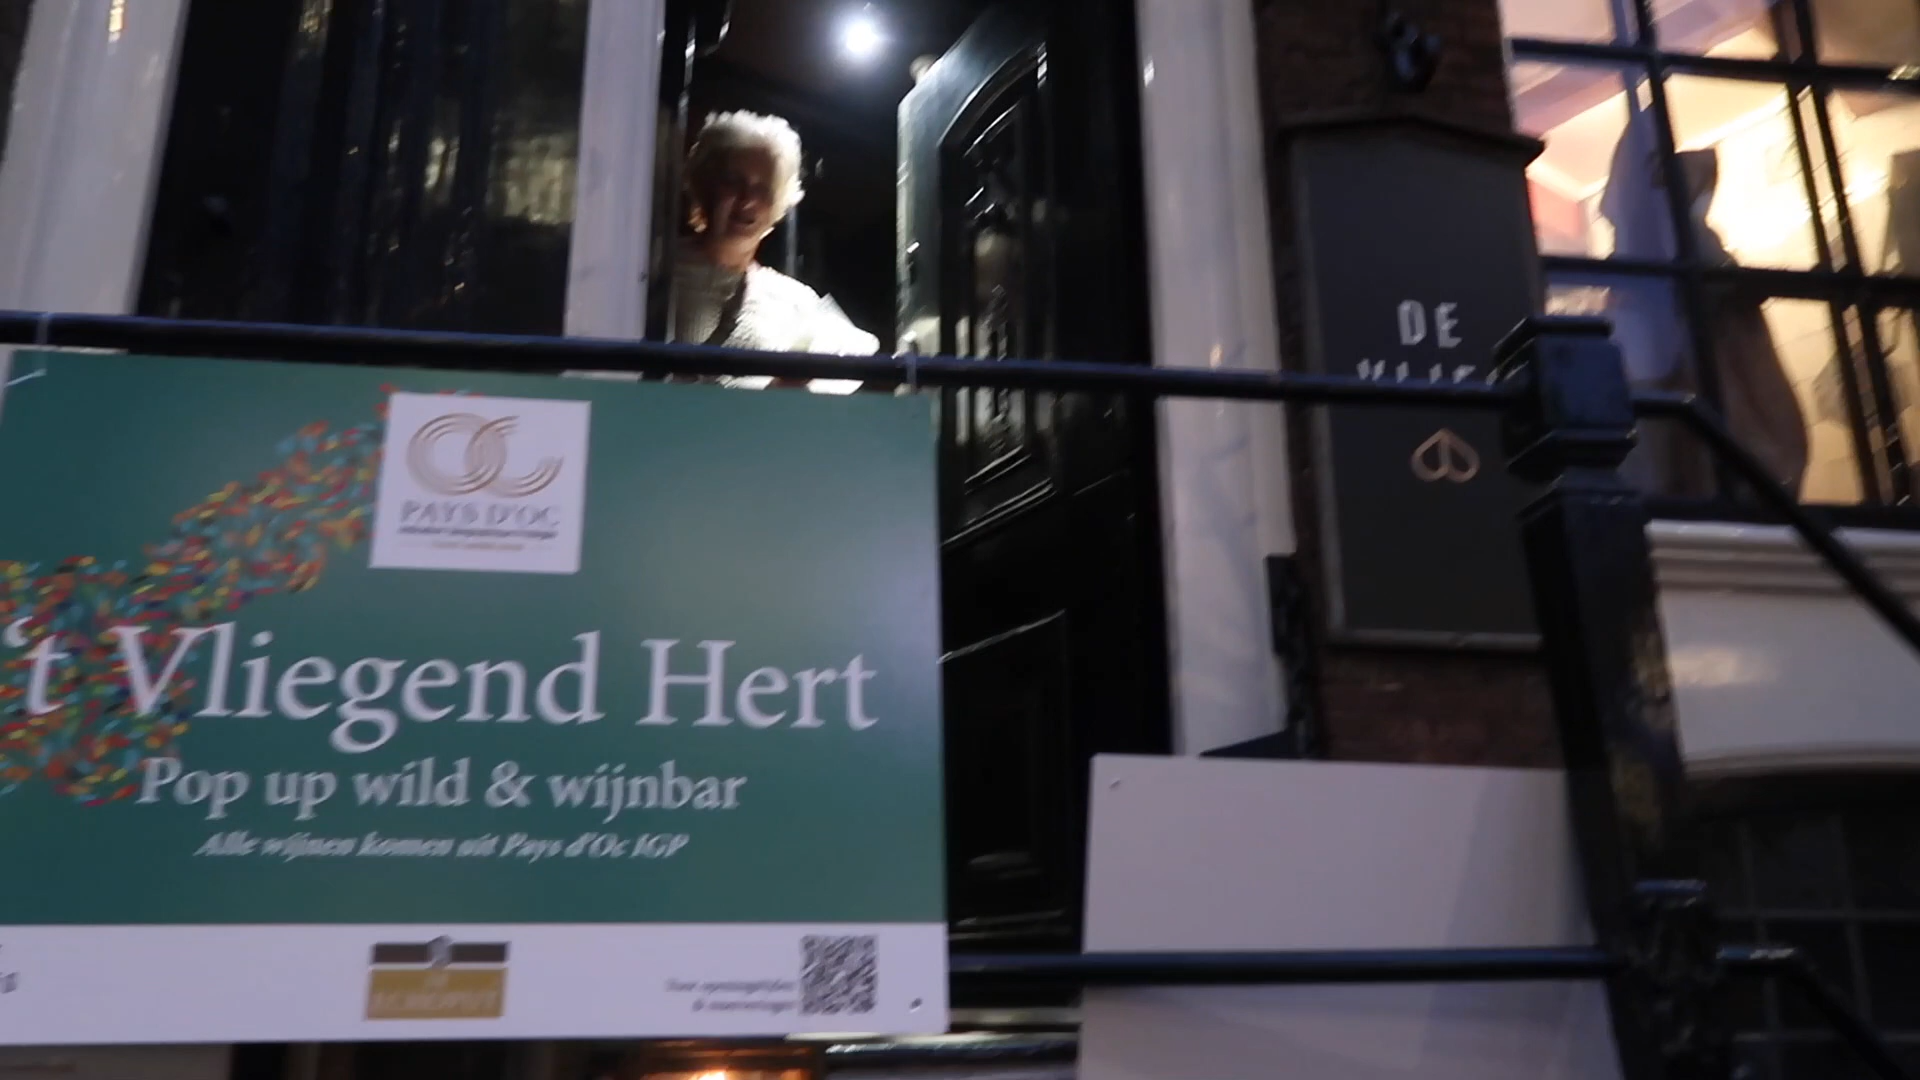 PAYS D'OC
't Vliegend Hert
Pop up wild & wijnbar
Alle wijnen komen uit Pays d'Oc IGP
DE